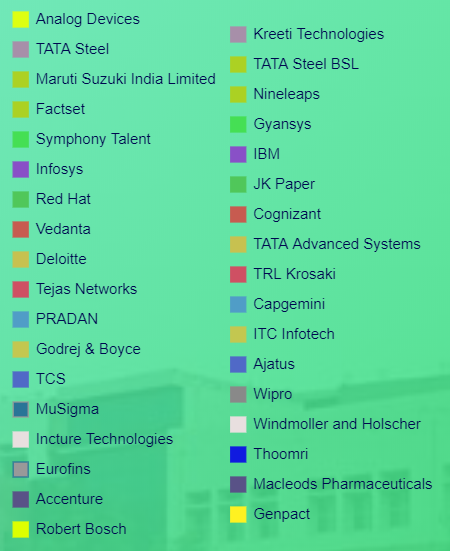 Analog Devices
TATA Steel
Maruti Suzuki India Limited
Factset
Symphony Talent
Infosys
Red Hat
Vedanta
Deloitte
Tejas Networks
PRADAN
Godrej & Boyce
TCS
MuSigma
Incture Technologies
Eurofins
Accenture
Robert Bosch
Kreeti Technologies
TATA Steel BSL
Nineleaps
Gyansys
IBM
JK Paper
Cognizant
TATA Advanced Systems
TRL Krosaki
Capgemini
ITC Infotech
Ajatus
Wipro
Windmoller and Holscher
Thoomri
Macleods Pharmaceuticals
Genpact